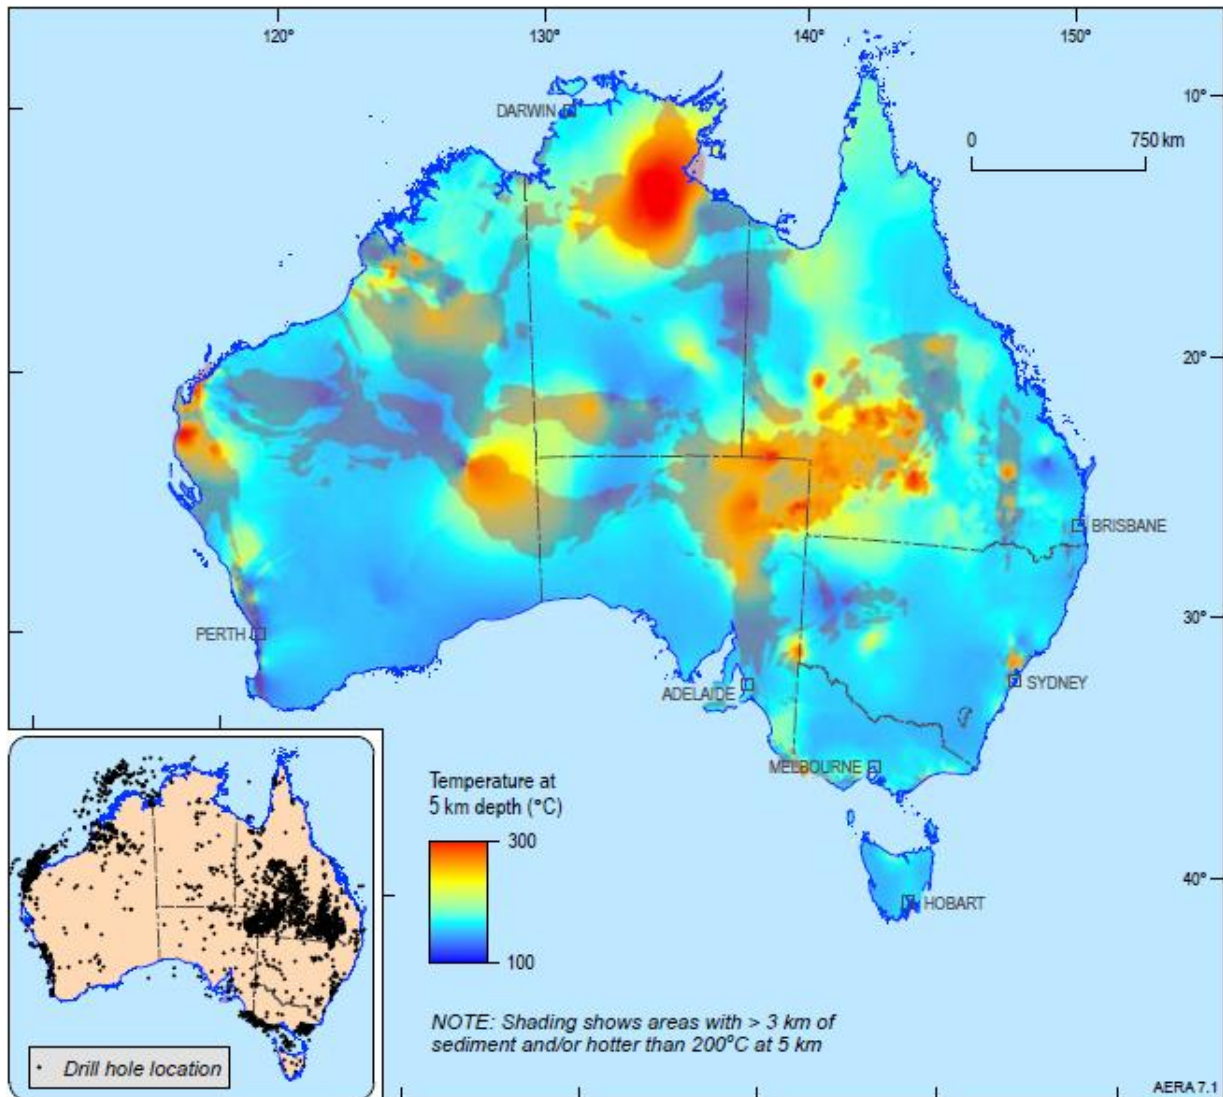 120°
130°
140°
150°
10°
DARWIN
0
750 km
20°
BRISBANE
30°
PERTH
ADELAIDE
SYDNEY
MELBOURNE
Temperature at
5 km depth (°C)
300
100
40°
HOBART
NOTE: Shading shows areas with > 3 km of
sediment and/or hotter than 200°C at 5 km
Drill hole location
AERA 7.1